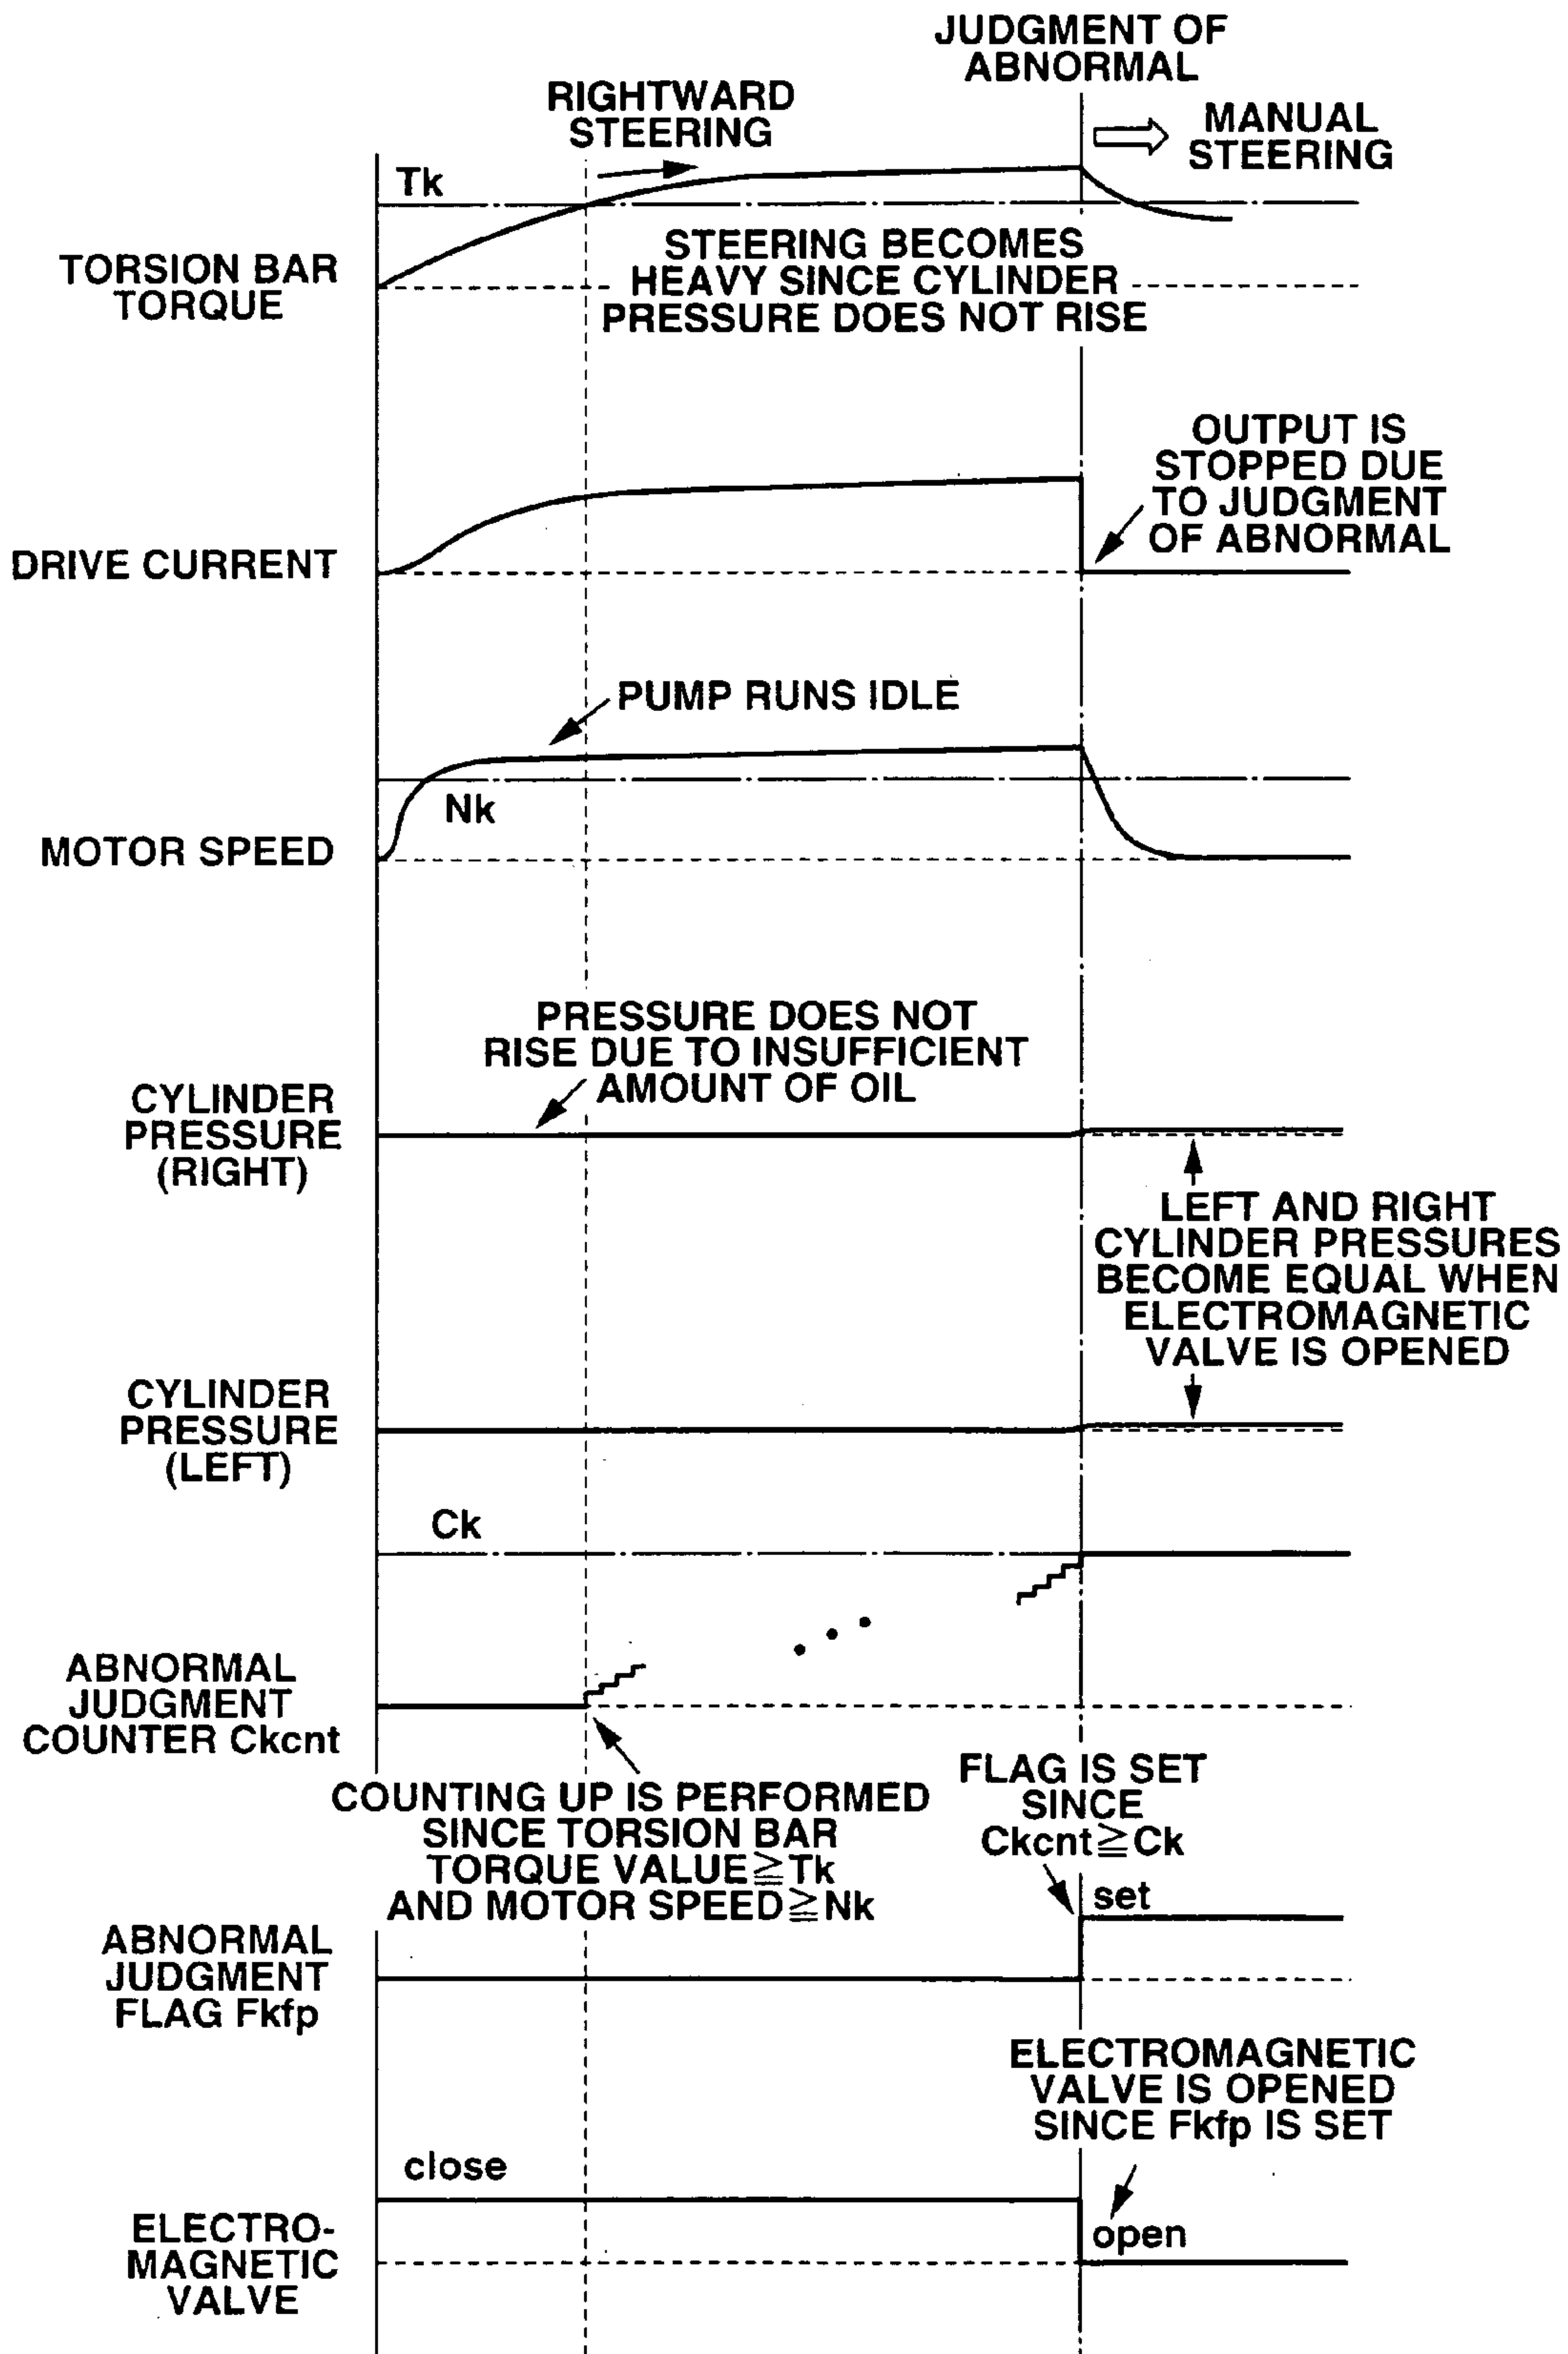 JUDGMENT OF
ABNORMAL
RIGHTWARD
STEERING
MANUAL
STEERING
Tk
TORSION BAR
TORQUE
STEERING BECOMES
HEAVY SINCE CYLINDER
PRESSURE DOES NOT RISE
OUTPUT IS
STOPPED DUE
TO JUDGMENT
OF ABNORMAL
DRIVE CURRENT
PUMP RUNS IDLE
Nk
MOTOR SPEED
PRESSURE DOES NOT
RISE DUE TO INSUFFICIENT
AMOUNT OF OIL
CYLINDER
PRESSURE
(RIGHT)
LEFT AND RIGHT
CYLINDER PRESSURES
BECOME EQUAL WHEN
ELECTROMAGNETIC
VALVE IS OPENED
CYLINDER
PRESSURE
(LEFT)
Ck
ABNORMAL
JUDGMENT
COUNTER Ckcnt
COUNTING UP IS PERFORMED
SINCE TORSION BAR
TORQUE VALUE≧Tk
AND MOTOR SPEED≧Nk
FLAG IS SET
SINCE
Ckcnt≧Ck
set
ABNORMAL
JUDGMENT
FLAG Fkfp
ELECTROMAGNETIC
VALVE IS OPENED
SINCE Fkfp IS SET
close
open
ELECTRO-
MAGNETIC
VALVE